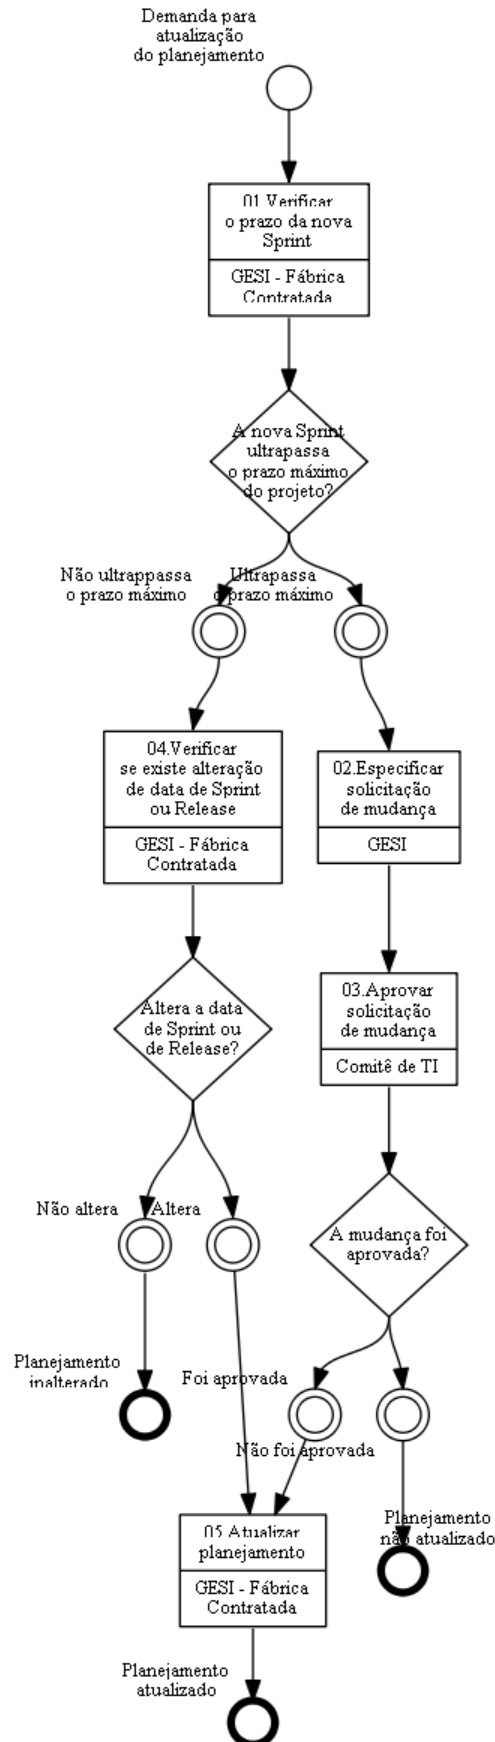 Demanda para
atualização
do planejamento
01.Verificar
o prazo da nova
Sprint
GESI - Fábrica
Contratada
A nova Sprint
ultrapassa
o prazo máximo
do projeto?
Não ultrappassa
o prazo máximo
Ultrapassa
o prazo máximo
04.Verificar
se existe alteração
de data de Sprint
ou Release
GESI - Fábrica
Contratada
02.Especificar
solicitação
de mudança
GESI
03.Aprovar
solicitação
de mudança
Comitê de TI
Altera a data
de Sprint ou
de Release?
Não altera
Altera
A mudança foi
aprovada?
Planejamento
inalterado
Foi aprovada
Não foi aprovada
Planejamento
não atualizado
05.Atualizar
planejamento
GESI - Fábrica
Contratada
Planejamento
atualizado